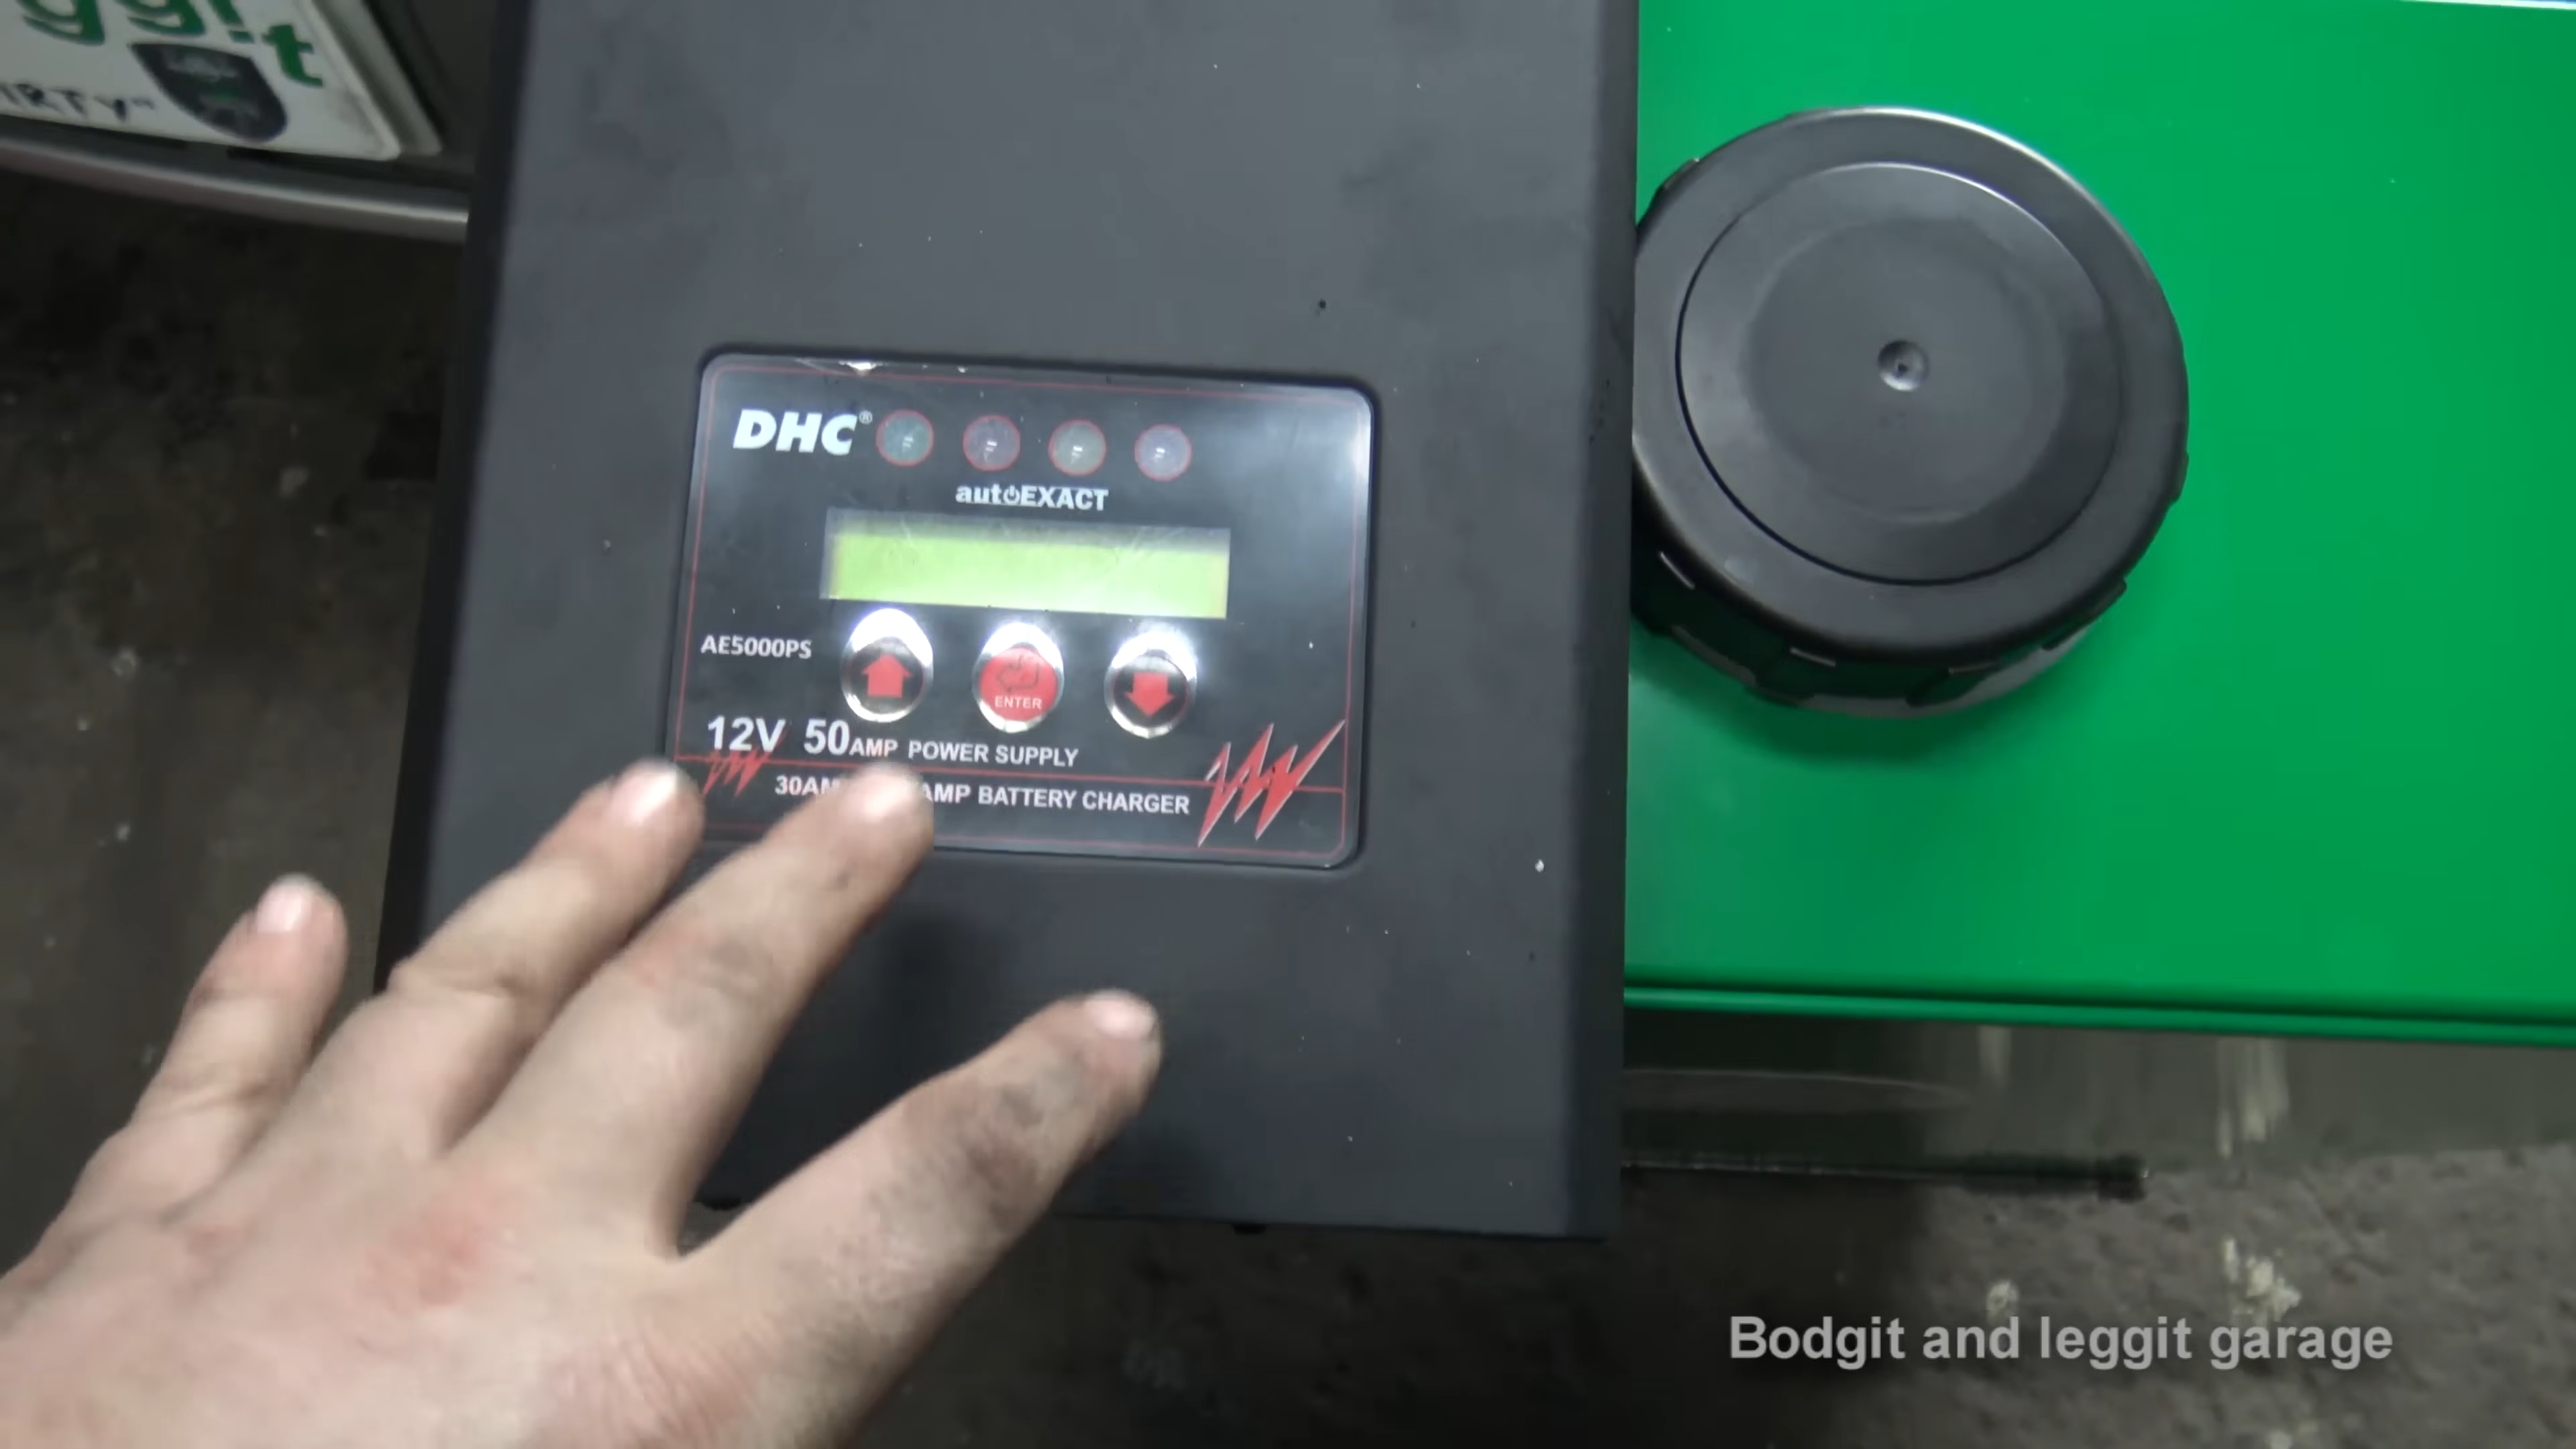 DHC®
autoEXACT
AE5000PS
ENTER
12V 50AMP POWER SUPPLY
AMP BATTERY CHARGER
Bodgit and leggit garage